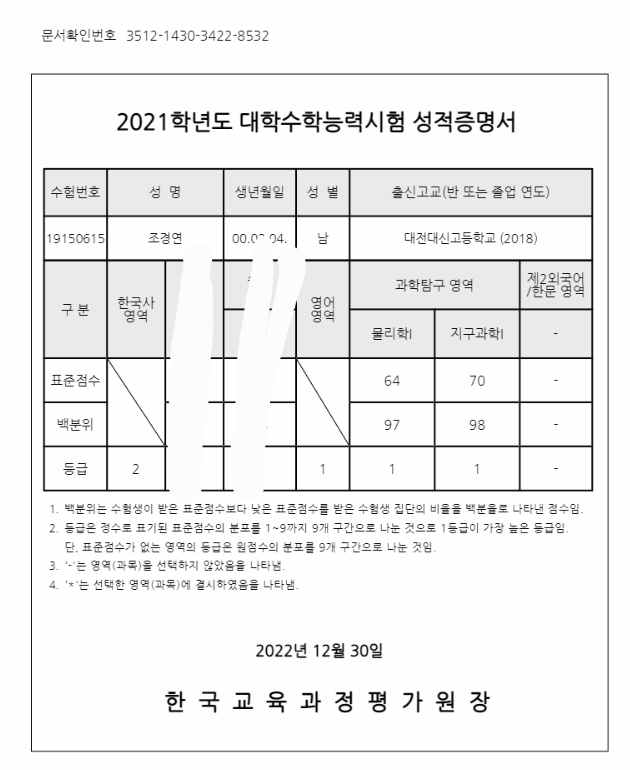 문서확인번호 3512-1430-3422-8532
2021학년도 대학수학능력시험 성적증명서
수험번호 성 명 생년월일 성 별 출신고교(반 또는 졸업 연도)
19150615 조경연 00. 04. 남 대전대신고등학교 (2018)
구 분 한국사 영역 영어 영역 과학탐구 영역 제2외국어 /한문 영역
물리학Ⅰ 지구과학Ⅰ -
표준점수 64 70 -
백분위 97 98 -
등급 2 1 1 1 -
1. 백분위는 수험생이 받은 표준점수보다 낮은 표준점수를 받은 수험생 집단의 비율을 백분율로 나타낸 점수임.
2. 등급은 정수로 표기된 표준점수의 분포를 1~9까지 9개 구간으로 나눈 것으로 1등급이 가장 높은 등급임.
단, 표준점수가 없는 영역의 등급은 원점수의 분포를 9개 구간으로 나눈 것임.
3. '-'는 영역(과목)을 선택하지 않았음을 나타냄.
4. '*'는 선택한 영역(과목)에 결시하였음을 나타냄.
2022년 12월 30일
한 국 교 육 과 정 평 가 원 장